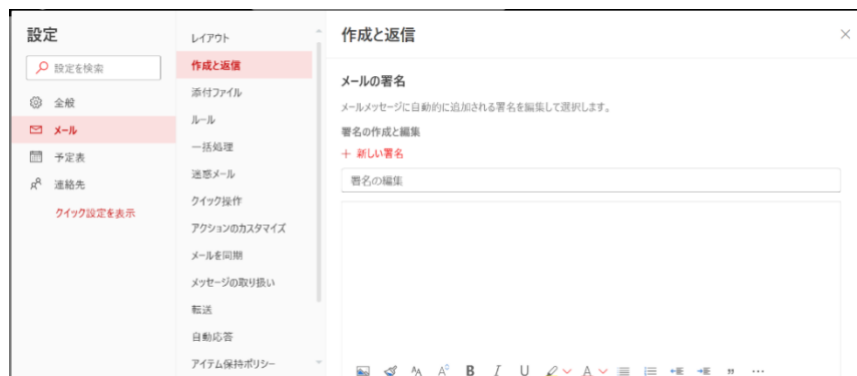 設定
設定を検索
全般
メール
予定表
連絡先
クイック設定を表示
レイアウト
作成と返信
添付ファイル
ルール
一括処理
迷惑メール
クイック操作
アクションのカスタマイズ
メールを同期
メッセージの取り扱い
転送
自動応答
アイテム保持ポリシー
作成と返信
メールの署名
メールメッセージに自動的に追加される署名を編集して選択します。
署名の作成と編集
+ 新しい署名
署名の編集
B I U A